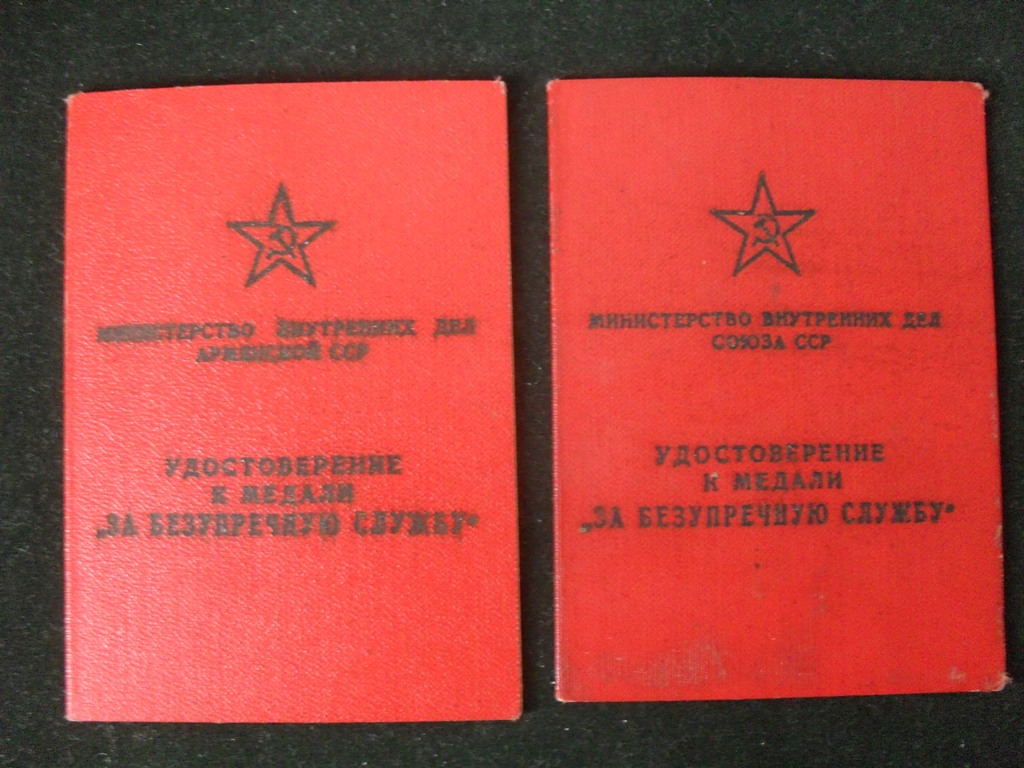 МИНИСТЕРСТВО ВНУТРЕННИХ ДЕЛ
АРМЯНСКОЙ ССР
УДОСТОВЕРЕНИЕ
К МЕДАЛИ
„ЗА БЕЗУПРЕЧНУЮ СЛУЖБУ“
МИНИСТЕРСТВО ВНУТРЕННИХ ДЕЛ
СОЮЗА ССР
УДОСТОВЕРЕНИЕ
К МЕДАЛИ
„ЗА БЕЗУПРЕЧНУЮ СЛУЖБУ“